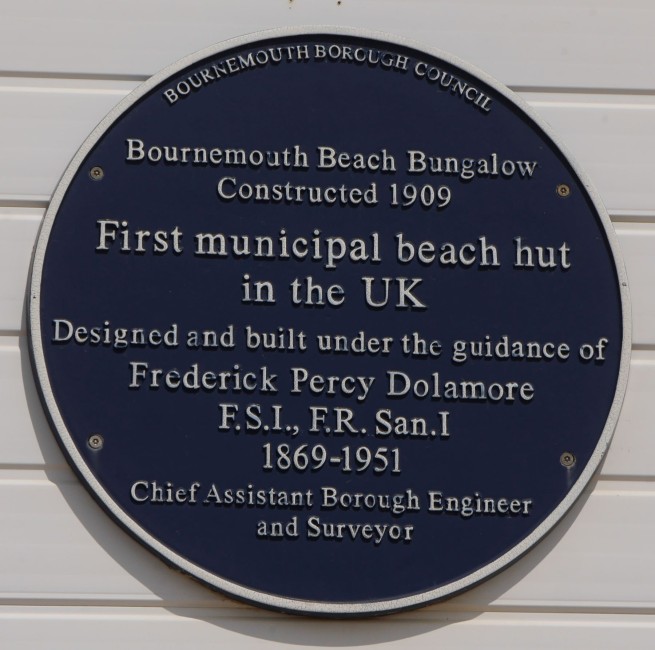 BOURNEMOUTH BOROUGH COUNCIL
Bournemouth Beach Bungalow
Constructed 1909
First municipal beach hut
in the UK
Designed and built under the guidance of
Frederick Percy Dolamore
F.S.I., F.R. San.I
1869-1951
Chief Assistant Borough Engineer
and Surveyor